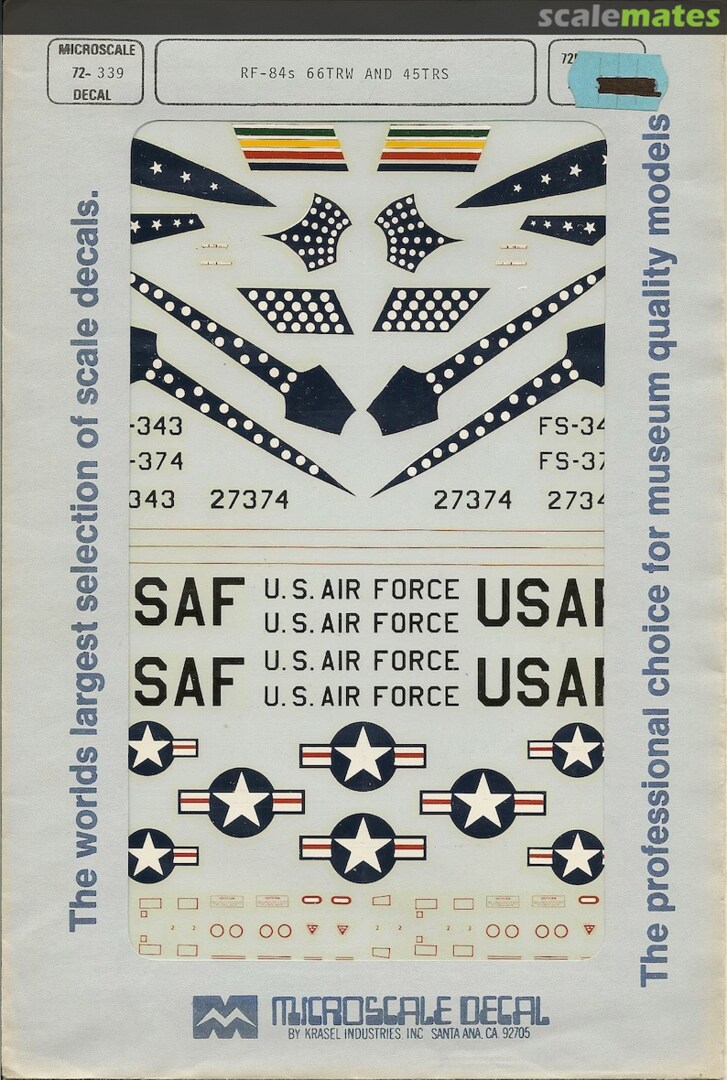 scalemates
MICROSCALE
72- 339
DECAL
RF-84s 66TRW AND 45TRS
72
The worlds largest selection of scale decals.
The professional choice for museum quality models
-343
FS-34
-374
FS-37
343 27374 27374 2734
SAF U.S. AIR FORCE USAF
U.S. AIR FORCE
SAF U.S. AIR FORCE USAF
U.S. AIR FORCE
MICROSCALE DECAL
BY KRASEL INDUSTRIES, INC SANTA ANA, CA. 92705